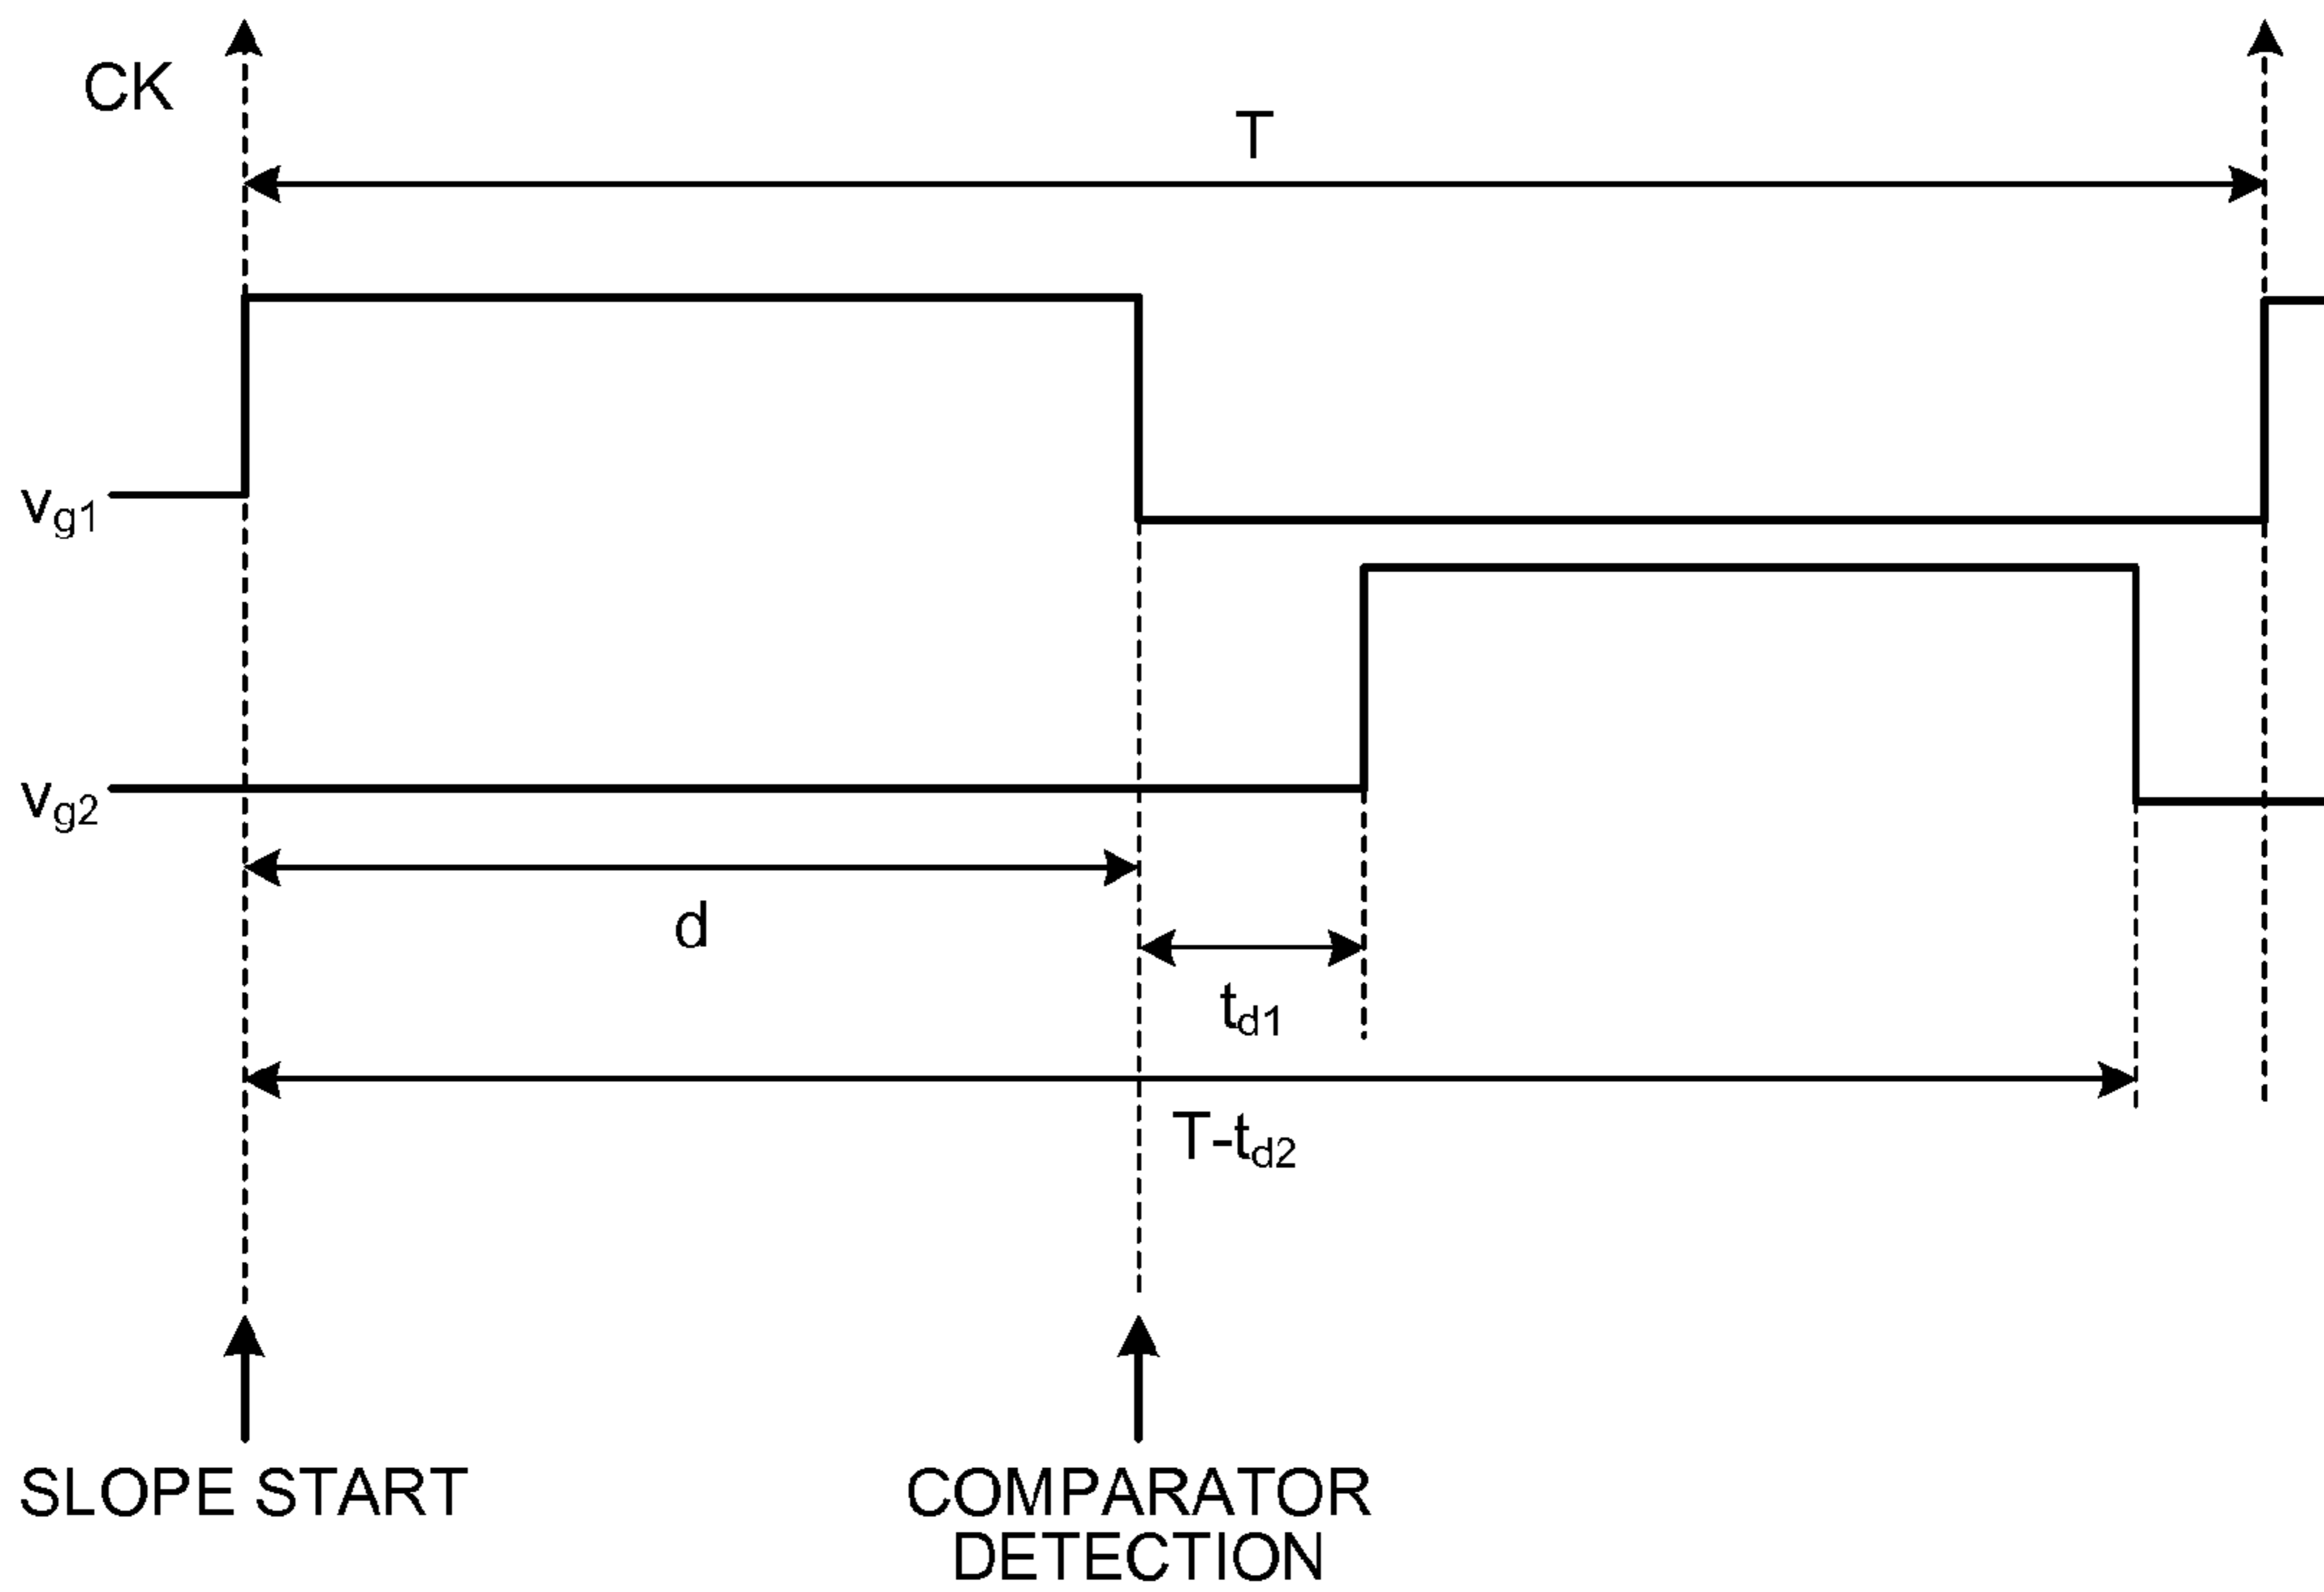 CK
T
vg1
vg2
d
td1
T-td2
SLOPE START
COMPARATOR
DETECTION